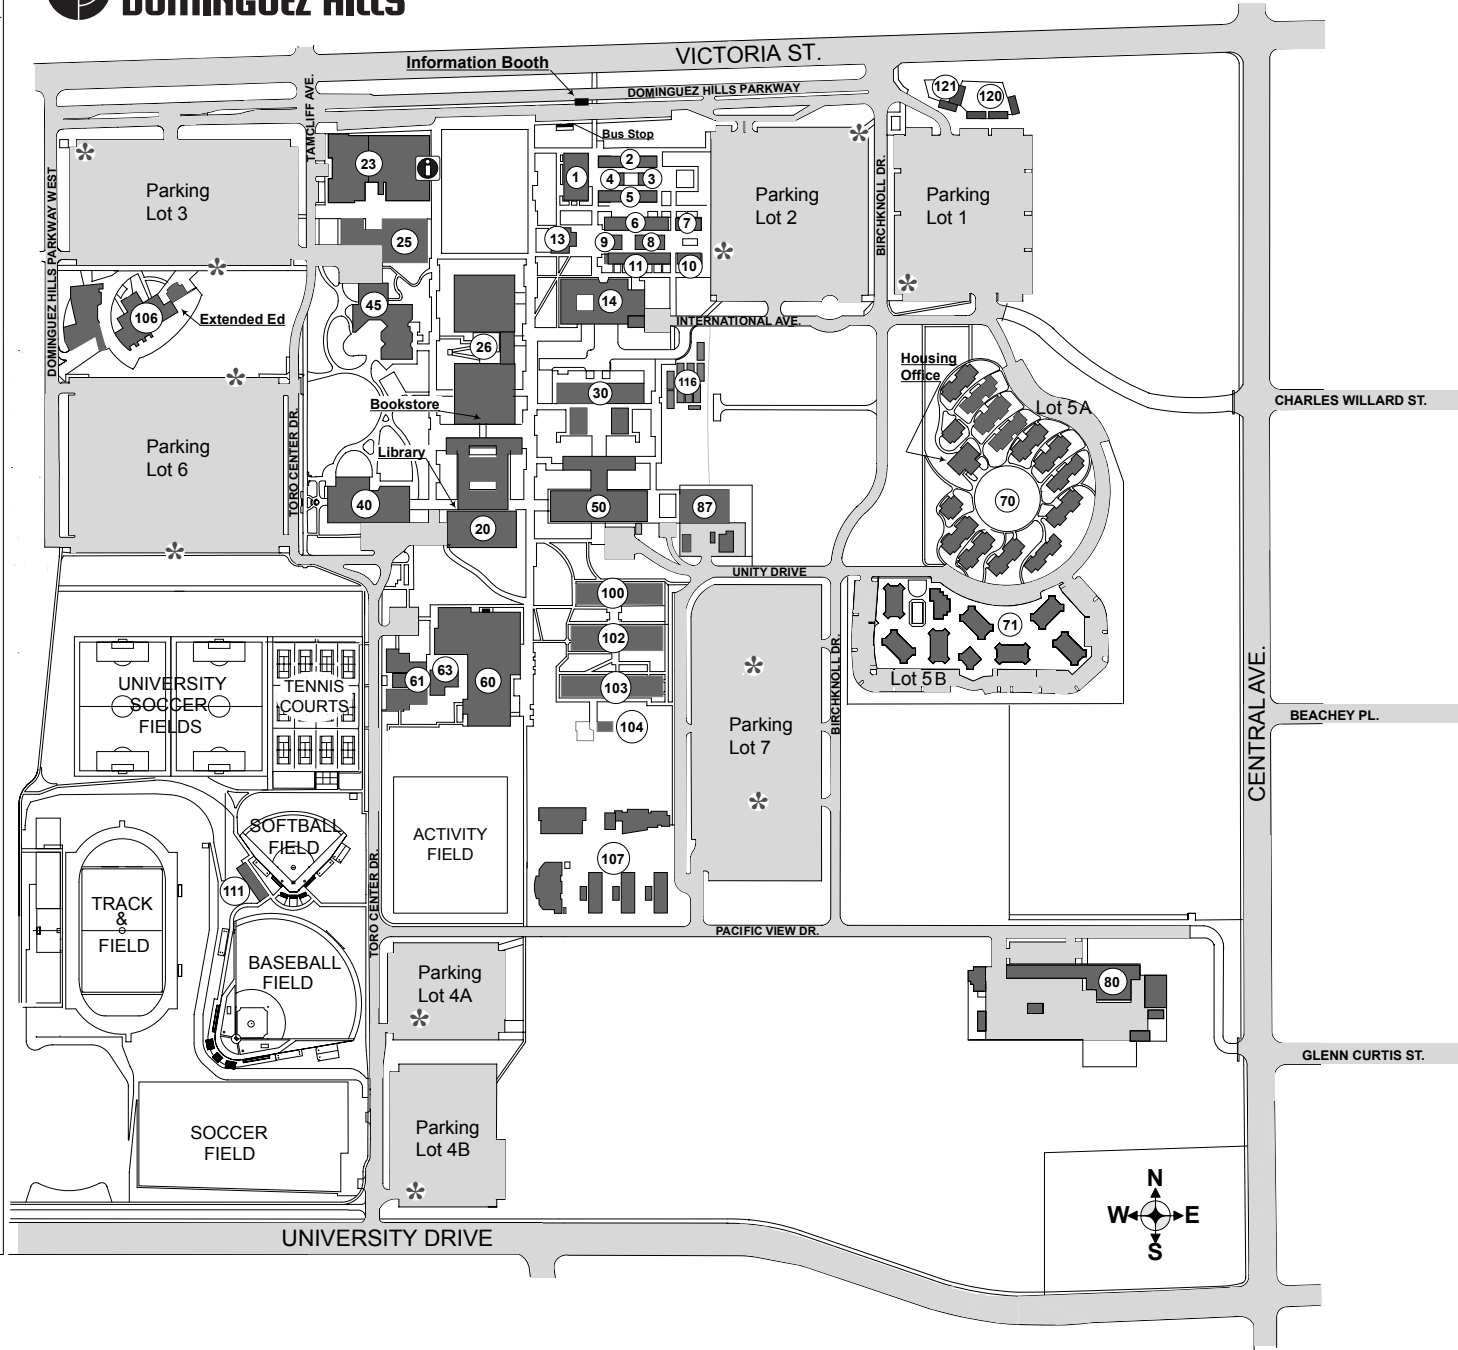 DOMINGUEZ HILLS
VICTORIA ST.
Information Booth
DOMINGUEZ HILLS PARKWAY
TAMCLIFF AVE.
Bus Stop
121
120
23
i
1
2
4
3
5
6
7
9
8
13
11
10
14
25
Parking
Lot 3
Parking
Lot 2
Parking
Lot 1
BIRCHKNOLL DR.
DOMINGUEZ HILLS PARKWAY WEST
106
Extended Ed
45
26
INTERNATIONAL AVE.
30
116
Housing
Office
Lot 5A
CHARLES WILLARD ST.
Bookstore
Library
Parking
Lot 6
TORO CENTER DR.
40
20
50
87
70
UNITY DRIVE
100
102
103
104
71
Lot 5B
61
63
60
UNIVERSITY
SOCCER
FIELDS
TENNIS
COURTS
Parking
Lot 7
BIRCHKNOLL DR.
CENTRAL AVE.
BEACHEY PL.
SOFTBALL
FIELD
ACTIVITY
FIELD
107
111
TRACK
&
FIELD
TORO CENTER DR.
BASEBALL
FIELD
PACIFIC VIEW DR.
Parking
Lot 4A
80
GLENN CURTIS ST.
SOCCER
FIELD
Parking
Lot 4B
N
W E
S
UNIVERSITY DRIVE